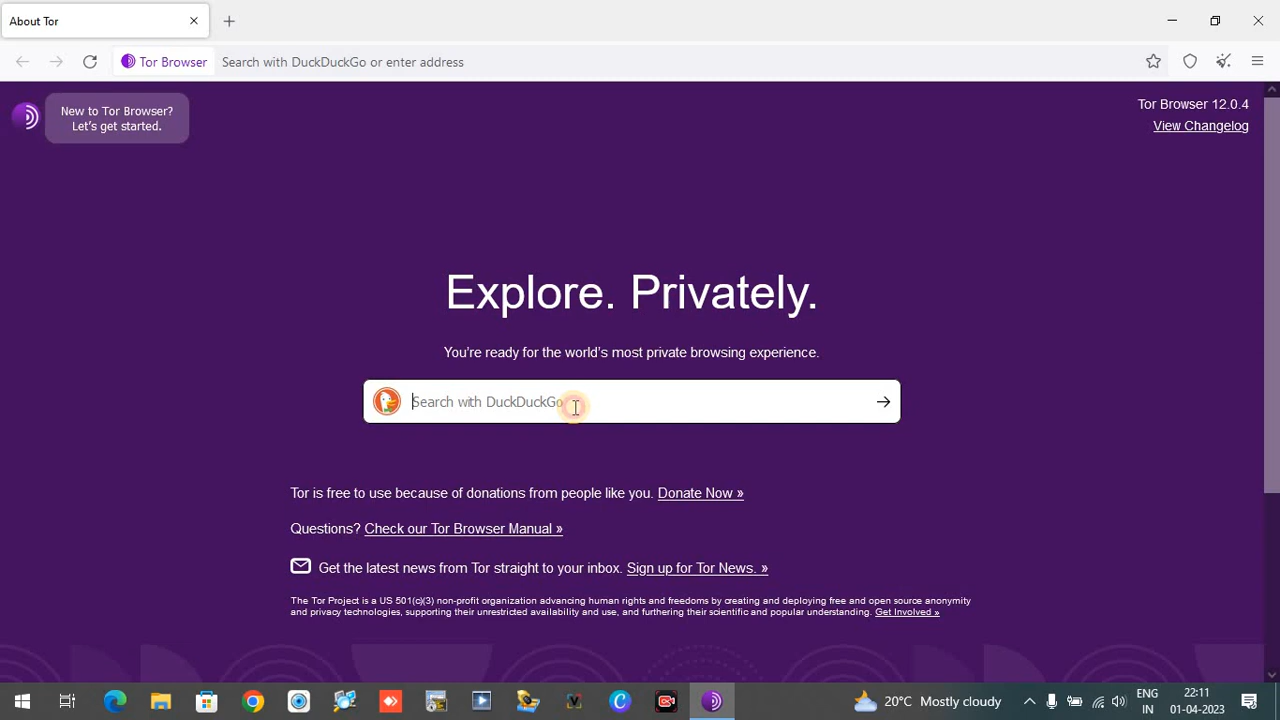 About Tor
Tor Browser
Search with DuckDuckGo or enter address
New to Tor Browser?
Let's get started.
Tor Browser 12.0.4
View Changelog
Explore. Privately.
You're ready for the world's most private browsing experience.
Search with DuckDuckGo
Tor is free to use because of donations from people like you. Donate Now »
Questions? Check our Tor Browser Manual »
Get the latest news from Tor straight to your inbox. Sign up for Tor News. »
The Tor Project is a US 501(c)(3) non-profit organization advancing human rights and freedoms by creating and deploying free and open source anonymity
and privacy technologies, supporting their unrestricted availability and use, and furthering their scientific and popular understanding. Get Involved »
20°C Mostly cloudy
ENG
IN
22:11
01-04-2023